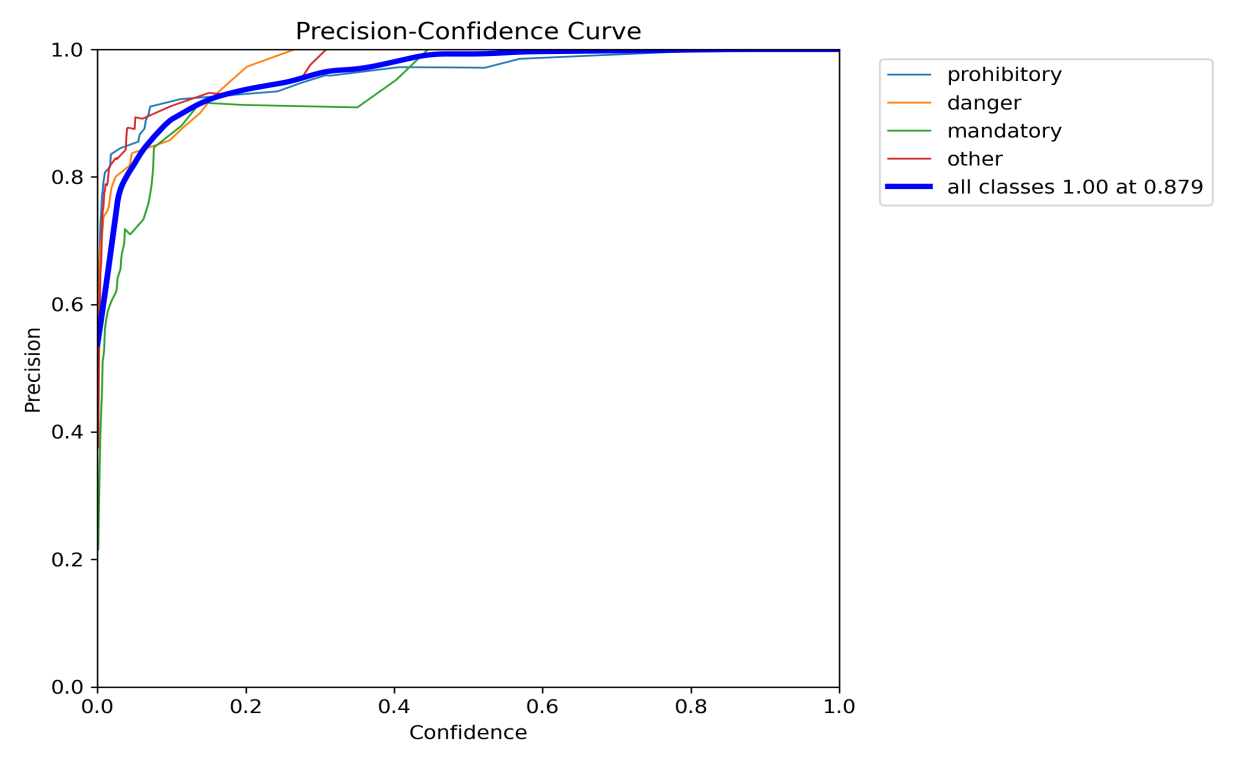 Precision-Confidence Curve
1.0
0.8
0.6
0.4
0.2
0.0
Precision
0.0 0.2 0.4 0.6 0.8 1.0
Confidence
prohibitory
danger
mandatory
other
all classes 1.00 at 0.879